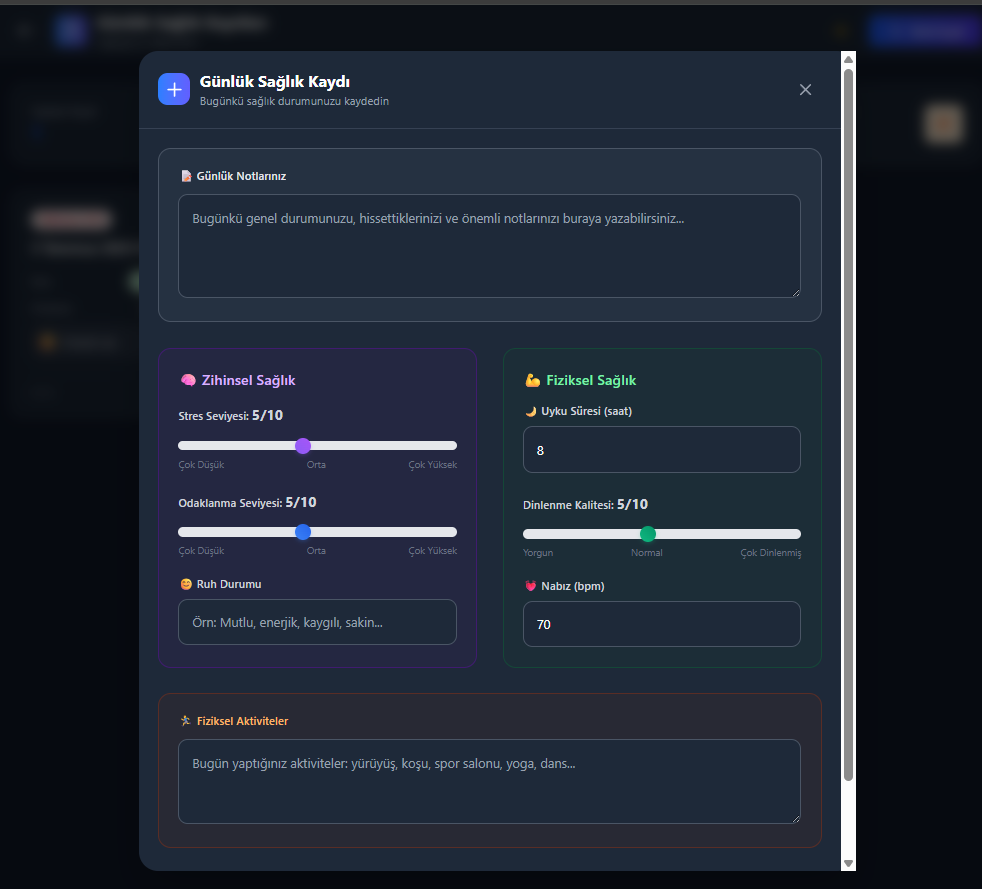 Günlük Sağlık Kaydı
Bugünkü sağlık durumunuzu kaydedin
📝 Günlük Notlarınız
Bugünkü genel durumunuzu, hissettiklerinizi ve önemli notlarınızı buraya yazabilirsiniz...
🧠 Zihinsel Sağlık
Stres Seviyesi: 5/10
Çok Düşük Orta Çok Yüksek
Odaklanma Seviyesi: 5/10
Çok Düşük Orta Çok Yüksek
😊 Ruh Durumu
Örn: Mutlu, enerjik, kaygılı, sakin...
💪 Fiziksel Sağlık
🌙 Uyku Süresi (saat)
8
Dinlenme Kalitesi: 5/10
Yorgun Normal Çok Dinlenmiş
💗 Nabız (bpm)
70
🏃 Fiziksel Aktiviteler
Bugün yaptığınız aktiviteler: yürüyüş, koşu, spor salonu, yoga, dans...